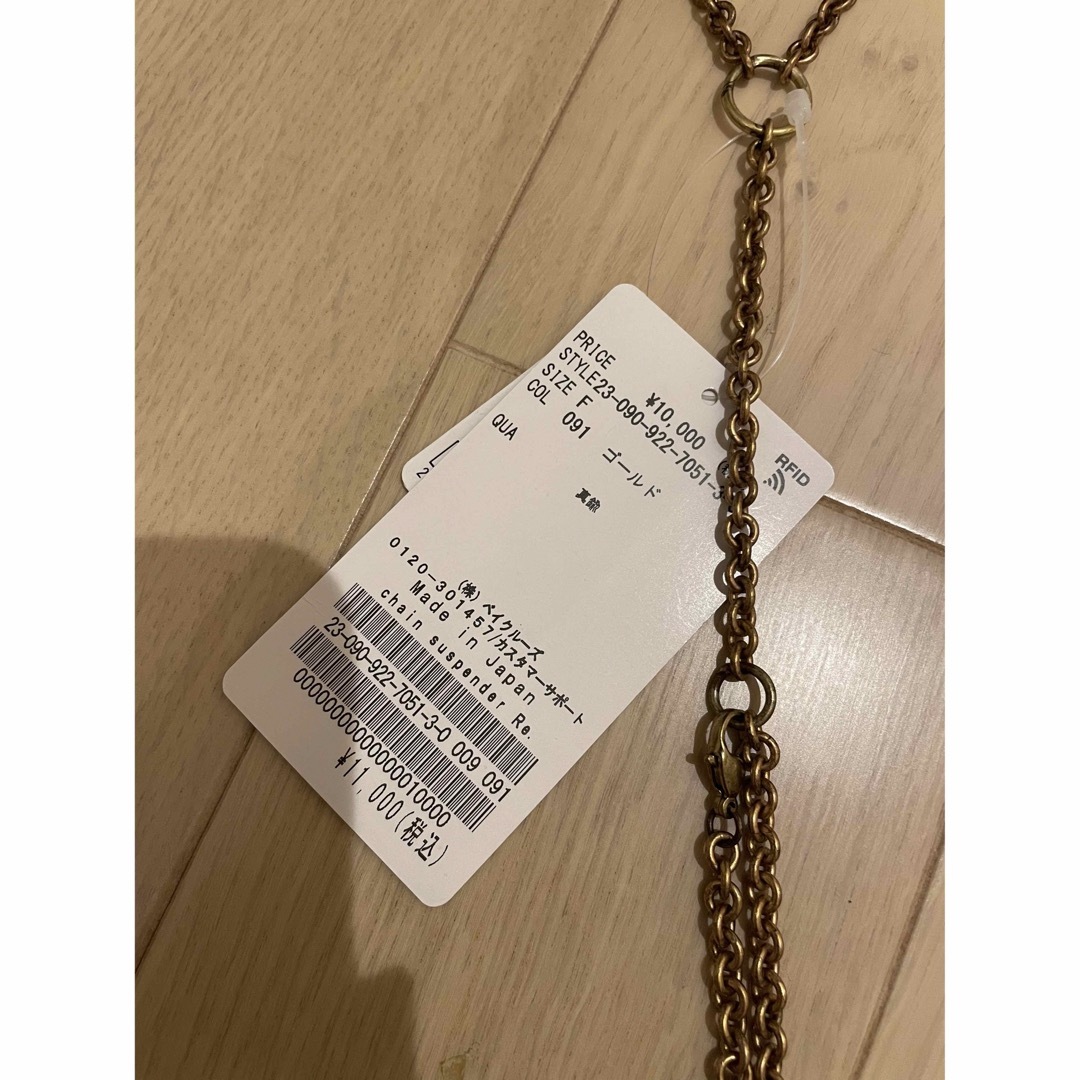 PRICE ¥10,000
STYLE23-090-922-7051-3
SIZE F
COL 091 ゴールド
QUA 真鍮
RFID
(株)ベイクルーズ
0120-301457/カスタマーサポート
Made in Japan
chain suspender Re.
23-090-922-7051-3-0 009 091
¥11,000(税込)
L
2